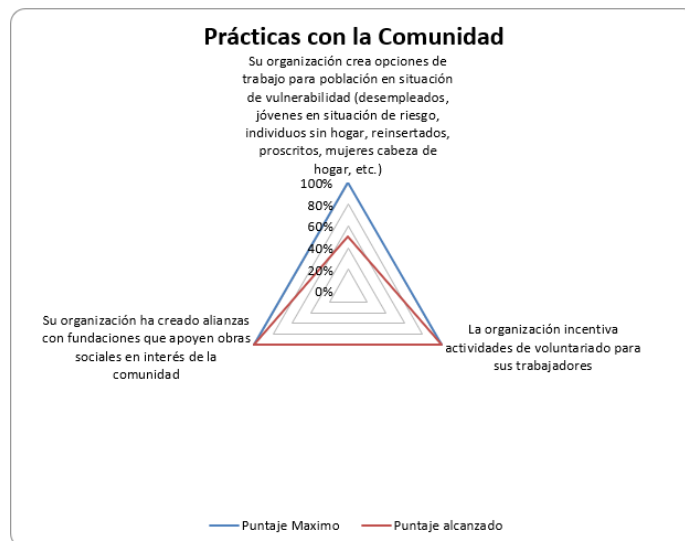 Prácticas con la Comunidad
Su organización crea opciones de
trabajo para población en situación
de vulnerabilidad (desempleados,
jóvenes en situación de riesgo,
individuos sin hogar, reinsertados,
proscritos, mujeres cabeza de
hogar, etc.)
100%
80%
60%
40%
20%
0%
Su organización ha creado alianzas
con fundaciones que apoyen obras
sociales en interés de la
comunidad
La organización incentiva
actividades de voluntariado para
sus trabajadores
Puntaje Maximo
Puntaje alcanzado